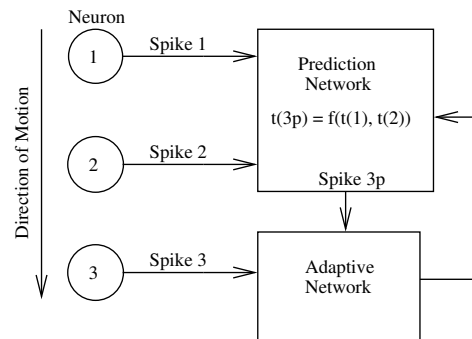 Neuron
1
Spike 1
Prediction
Network
t(3p) = f(t(1), t(2))
2
Spike 2
Spike 3p
Direction of Motion
3
Spike 3
Adaptive
Network